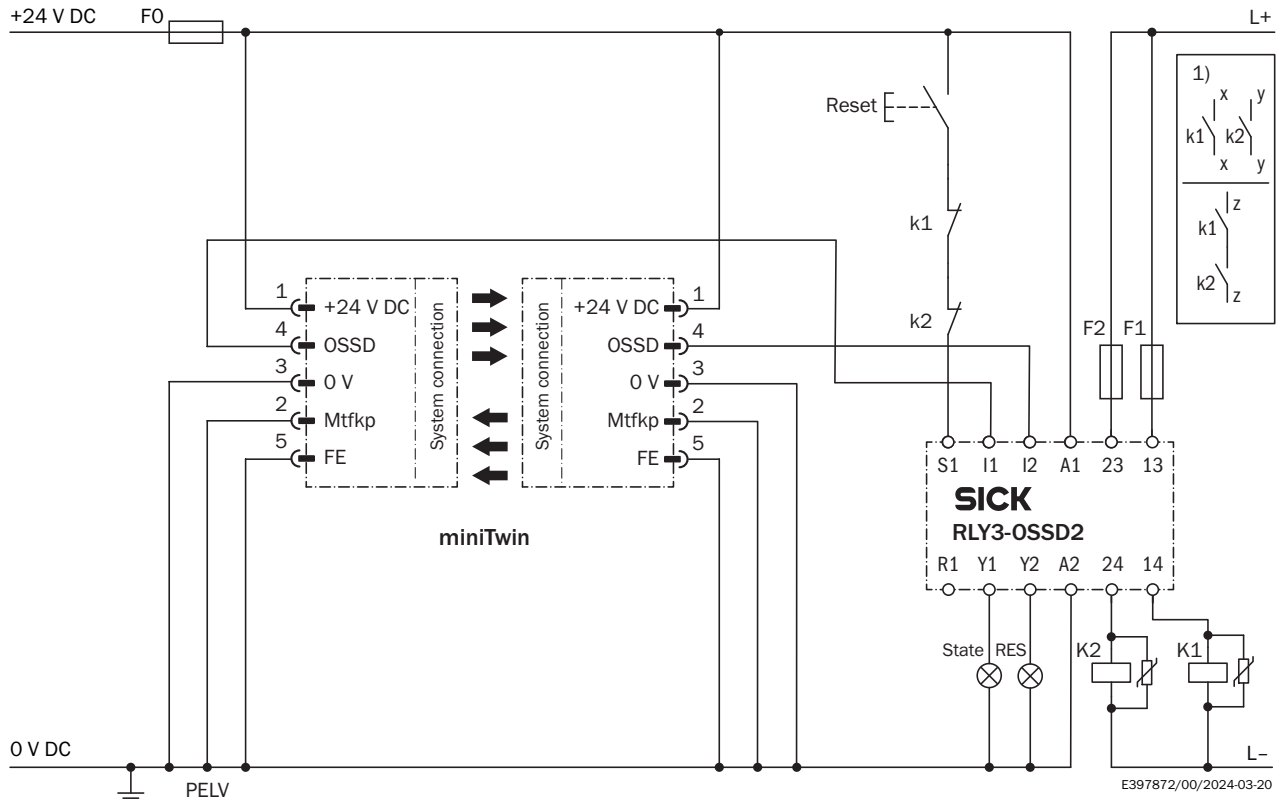 +24 V DC F0 L+
1)
x y
k1 k2
x y
z
k1
k2
z
Reset
k1
k2
F2 F1
1 +24 V DC
4 OSSD
3 0 V
2 Mtfkp
5 FE
System connection
System connection
+24 V DC 1
OSSD 4
0 V 3
Mtfkp 2
FE 5
miniTwin
S1 I1 I2 A1 23 13
SICK
RLY3-OSSD2
R1 Y1 Y2 A2 24 14
State RES K2 K1
0 V DC L–
PELV
E397872/00/2024-03-20